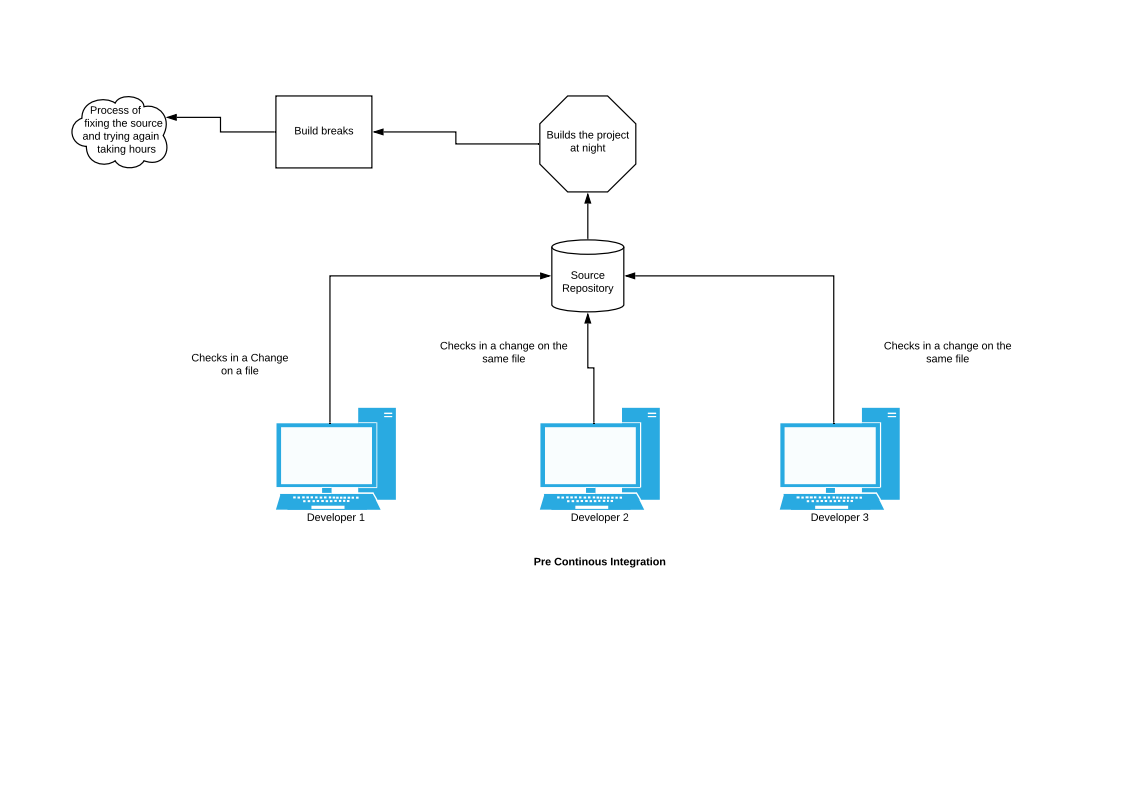 Process of
fixing the source
and trying again
taking hours
Build breaks
Builds the project
at night
Source
Repository
Checks in a Change
on a file
Checks in a change on the
same file
Checks in a change on the
same file
Developer 1
Developer 2
Developer 3
Pre Continous Integration